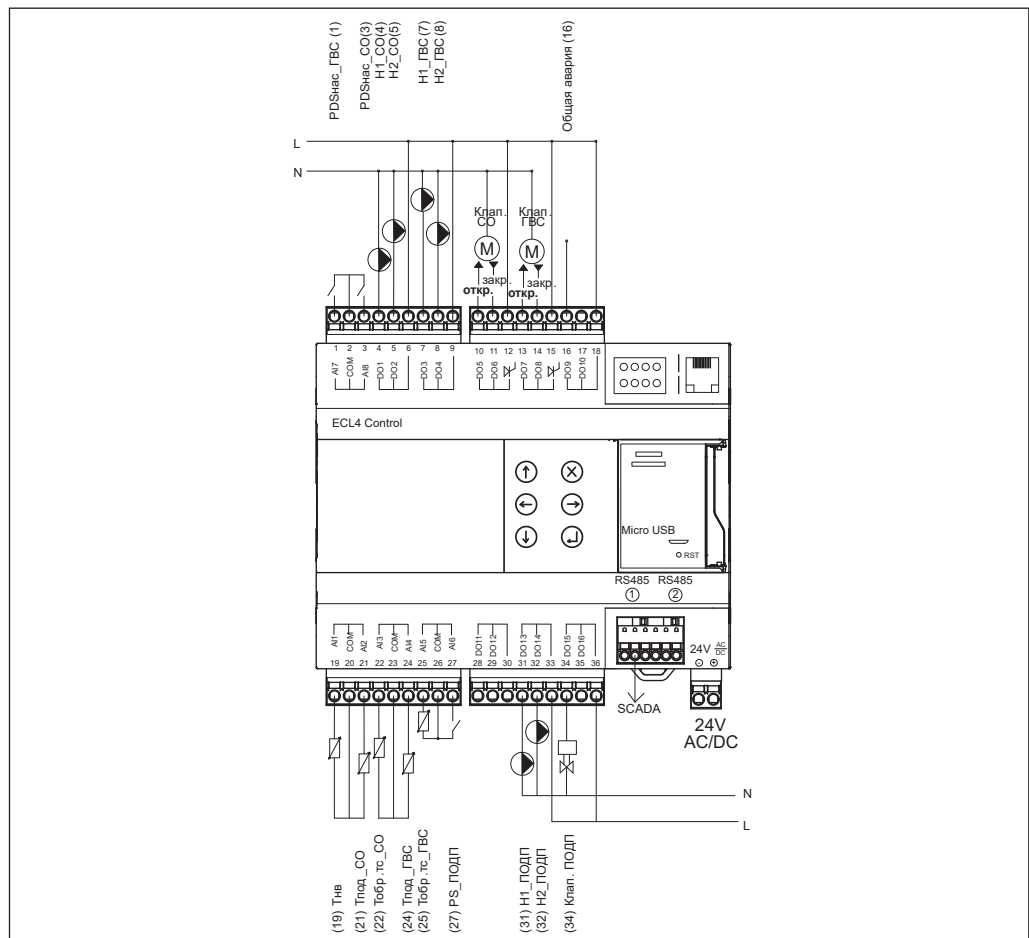 PDSнас_ГВС (1)
PDSнас_СО(3)
Н1_СО(4)
Н2_СО(5)
Н1_ГВС (7)
Н2_ГВС (8)
Общая авария (16)
L
N
Клап.
СО
Клап.
ГВС
M
M
откр.
закр.
откр.
закр.
1 2 3 4 5 6 7 8 9
10 11 12 13 14 15 16 17 18
AI7
COM
AI8
DO1
DO2
DO3
DO4
DO5
DO6
DO7
DO8
DO9
DO10
ECL4 Control
Micro USB
RST
RS485 RS485
1 2
AI1
COM
AI2
AI3
COM
AI4
AI5
COM
AI6
DO11
DO12
DO13
DO14
DO15
DO16
19 20 21 22 23 24 25 26 27
28 29 30 31 32 33 34 35 36
24V AC
DC
SCADA
24V
AC/DC
N
L
(19) Тнв
(21) Тпод_СО
(22) Тобр.тс_СО
(24) Тпод_ГВС
(25) Тобр.тс_ГВС
(27) PS_ПОДП
(31) Н1_ПОДП
(32) Н2_ПОДП
(34) Клап. ПОДП